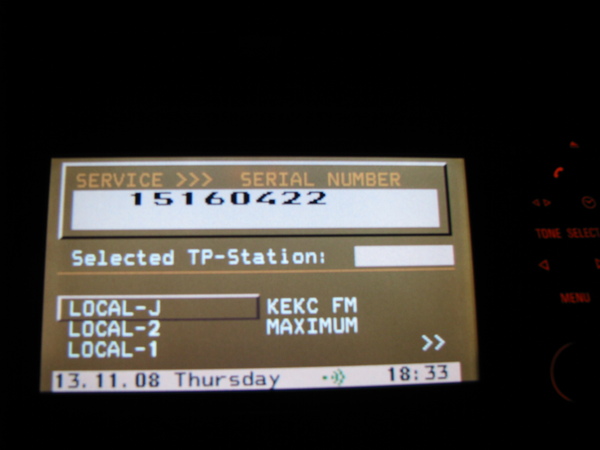 SERVICE >>> SERIAL NUMBER
15160422
Selected TP-Station:
LOCAL-J KEKC FM
LOCAL-2 MAXIMUM
LOCAL-1 >>
13.11.08 Thursday 18:33
TONE SELECT
MENU